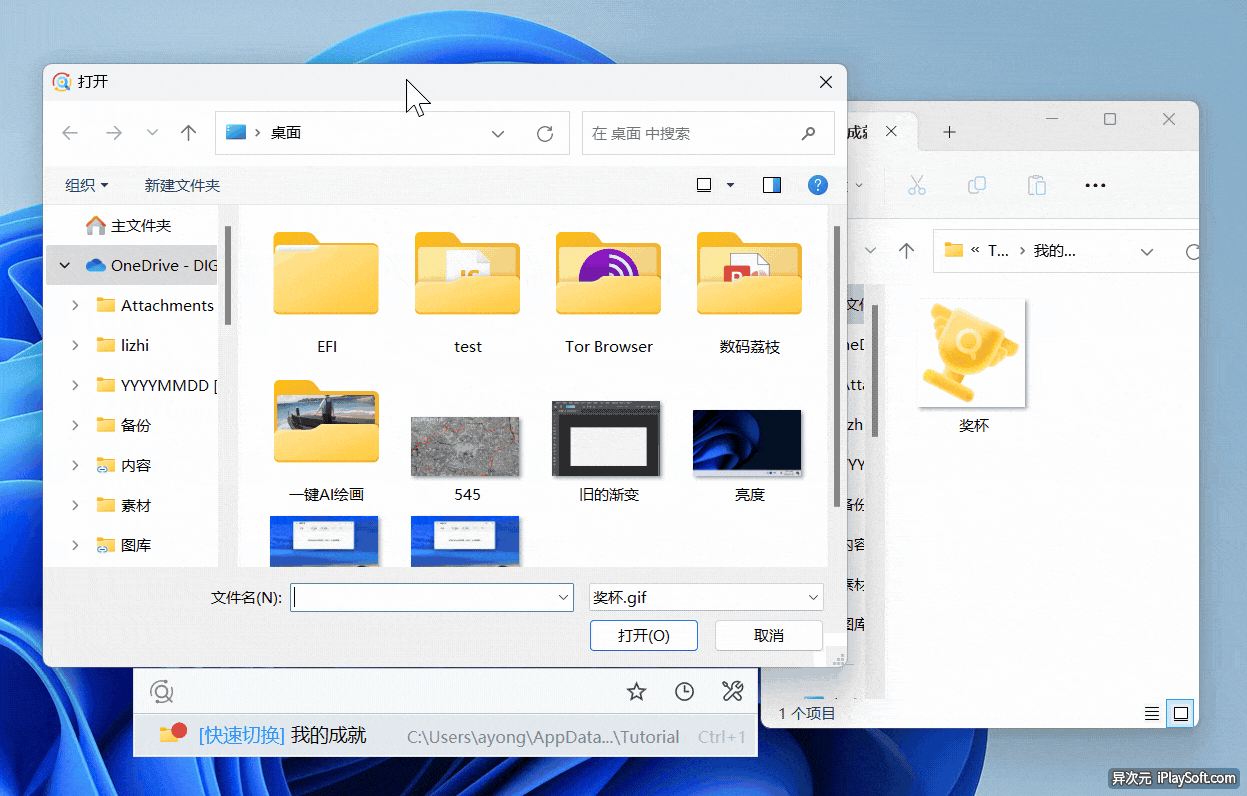 打开
桌面
在 桌面 中搜索
组织
新建文件夹
主文件夹
OneDrive - DIG
Attachments
lizhi
YYYYMMDD [
备份
内容
素材
图库
EFI
test
Tor Browser
数码荔枝
一键AI绘画
545
旧的渐变
亮度
文件名(N):
奖杯.gif
打开(O)
取消
[快速切换] 我的成就
C:\Users\ayong\AppData...\Tutorial
Ctrl+1
« T... › 我的...
奖杯
1 个项目
异次元 iPlaySoft.com